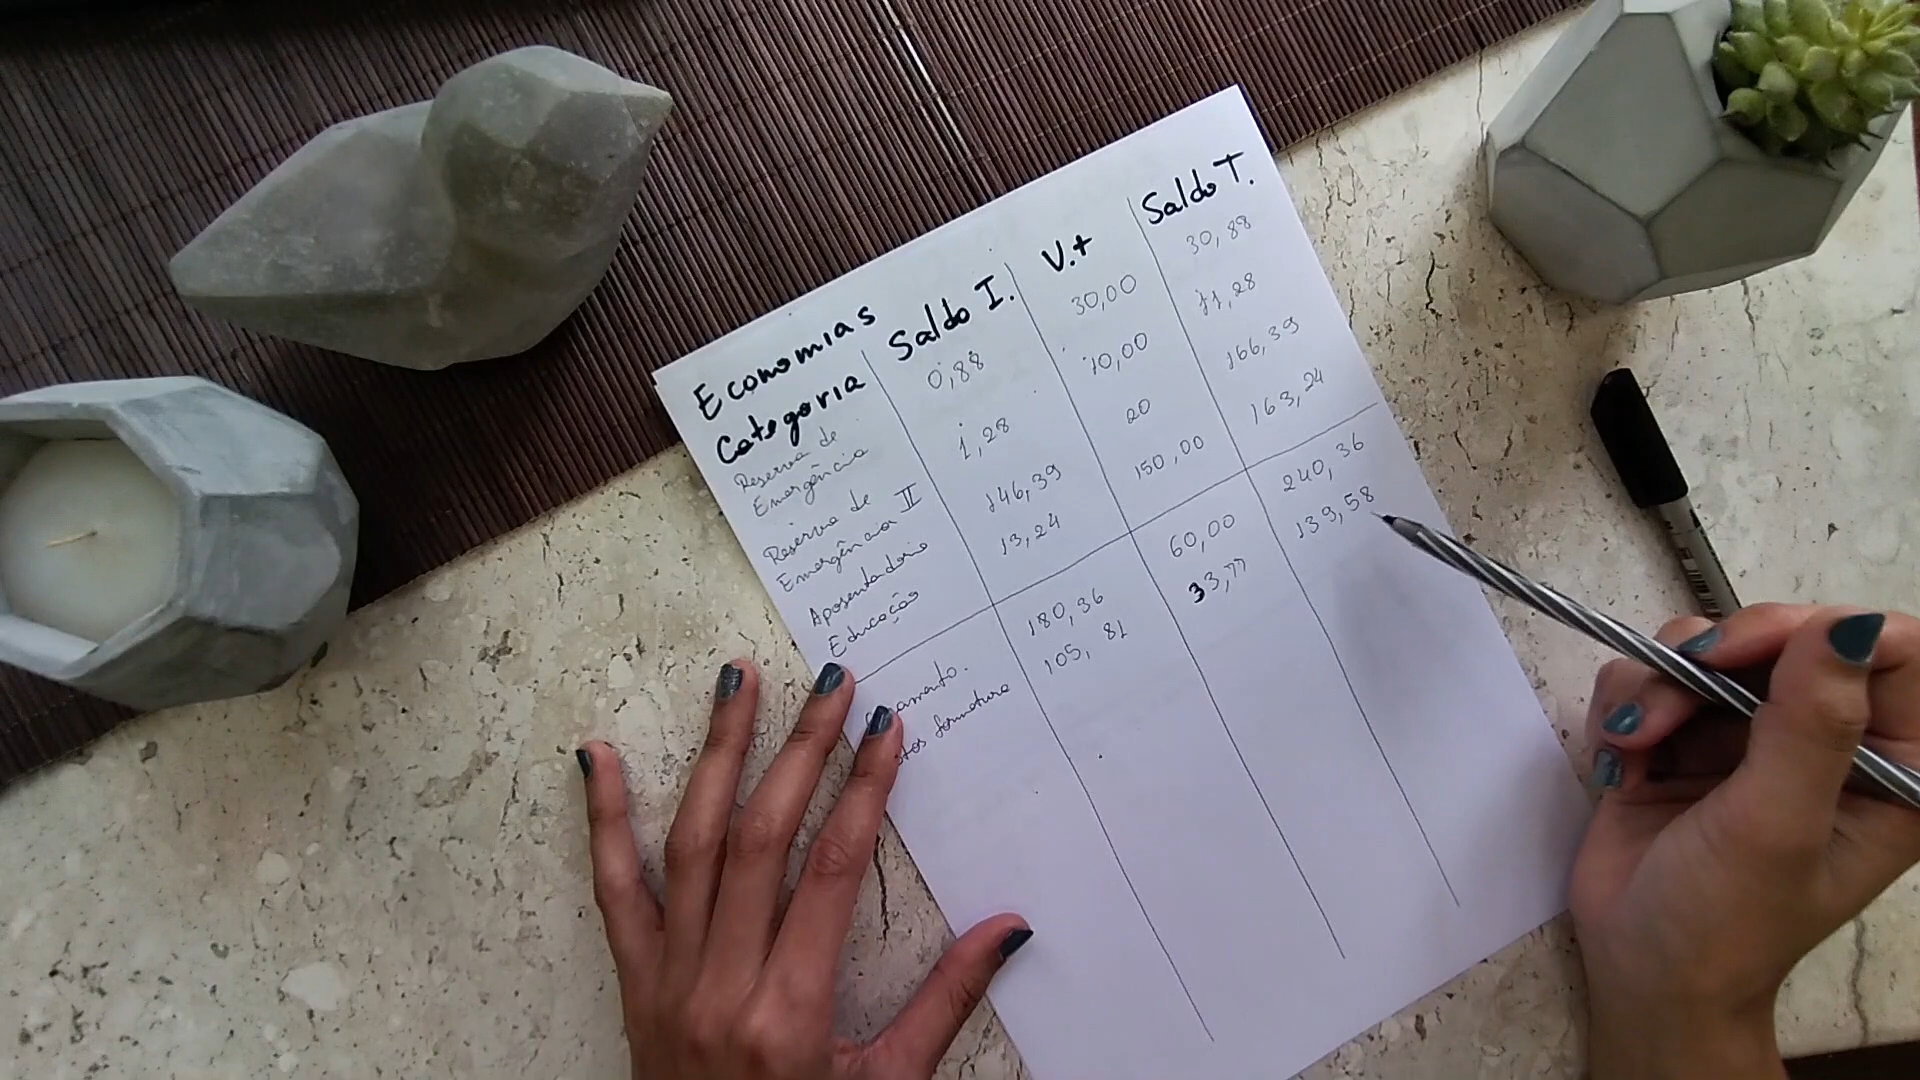 Economias
Categoria Saldo I. V.+ Saldo T.
Reserva de
Emergência 0,88 30,00 30,88
Reserva de
Emergência II 1,28 10,00 11,28
Aposentadoria 146,39 20 166,39
Educação 13,24 150,00 163,24
180,36 60,00 240,36
formatura 105,81 33,77 139,58